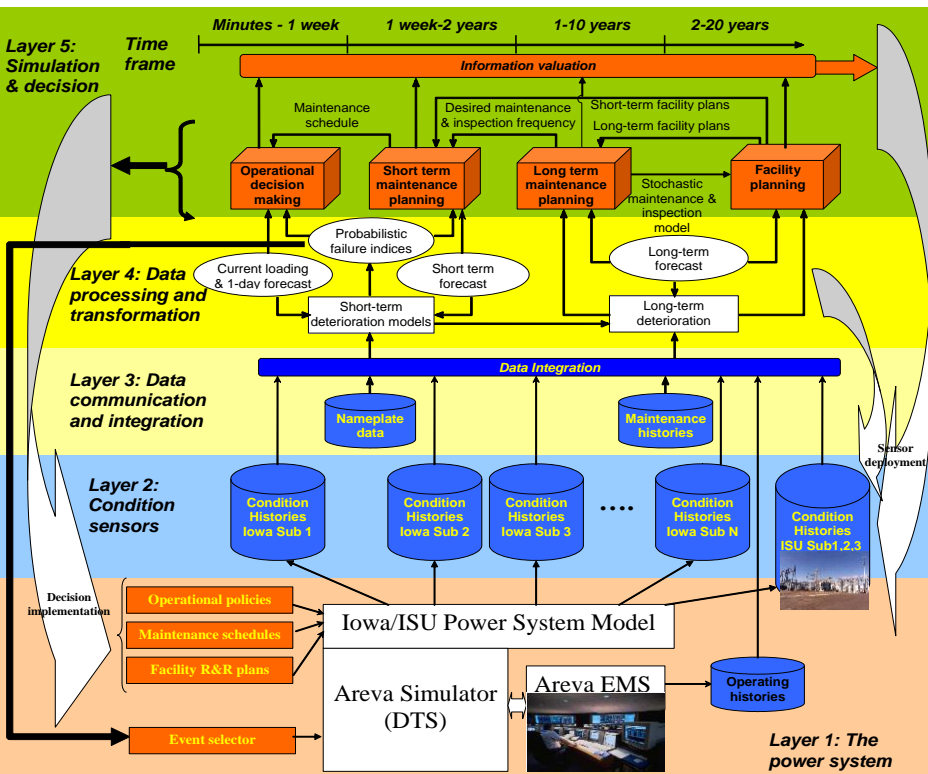 Minutes - 1 week
1 week-2 years
1-10 years
2-20 years
Layer 5:
Simulation
& decision
Time
frame
Information valuation
Maintenance
schedule
Desired maintenance
& inspection frequency
Short-term facility plans
Long-term facility plans
Operational
decision
making
Short term
maintenance
planning
Long term
maintenance
planning
Facility
planning
Stochastic
maintenance &
inspection
model
Probabilistic
failure indices
Layer 4: Data
processing and
transformation
Current loading
& 1-day forecast
Short term
forecast
Long-term
forecast
Short-term
deterioration models
Long-term
deterioration
Layer 3: Data
communication
and integration
Data Integration
Nameplate
data
Maintenance
histories
Sensor
deployment
Layer 2:
Condition
sensors
Condition
Histories
Iowa Sub 1
Condition
Histories
Iowa Sub 2
Condition
Histories
Iowa Sub 3
....
Condition
Histories
Iowa Sub N
Condition
Histories
ISU Sub1,2,3
Decision
implementation
Operational policies
Maintenance schedules
Facility R&R plans
Iowa/ISU Power System Model
Areva Simulator
(DTS)
Areva EMS
Operating
histories
Event selector
Layer 1: The
power system